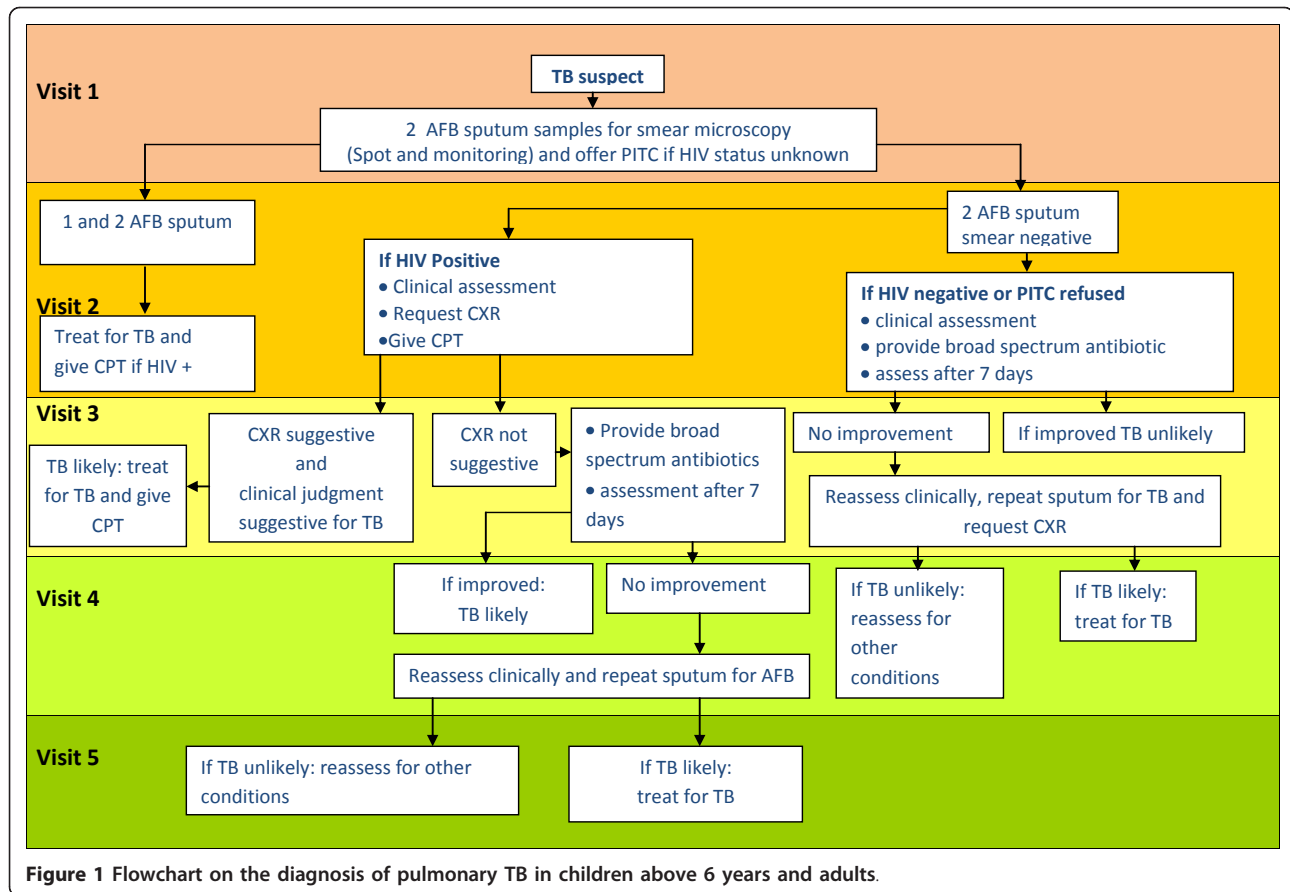 Visit 1
TB suspect
2 AFB sputum samples for smear microscopy
(Spot and monitoring) and offer PITC if HIV status unknown
Visit 2
1 and 2 AFB sputum
Treat for TB and
give CPT if HIV +
If HIV Positive
• Clinical assessment
• Request CXR
•Give CPT
2 AFB sputum
smear negative
If HIV negative or PITC refused
• clinical assessment
• provide broad spectrum antibiotic
• assess after 7 days
Visit 3
TB likely: treat
for TB and give
CPT
CXR suggestive
and
clinical judgment
suggestive for TB
CXR not
suggestive
• Provide broad
spectrum antibiotics
• assessment after 7
days
No improvement
If improved TB unlikely
Reassess clinically, repeat sputum for TB and
request CXR
Visit 4
If improved:
TB likely
No improvement
If TB unlikely:
reassess for
other
conditions
If TB likely:
treat for TB
Reassess clinically and repeat sputum for AFB
Visit 5
If TB unlikely: reassess for other
conditions
If TB likely:
treat for TB
Figure 1 Flowchart on the diagnosis of pulmonary TB in children above 6 years and adults.